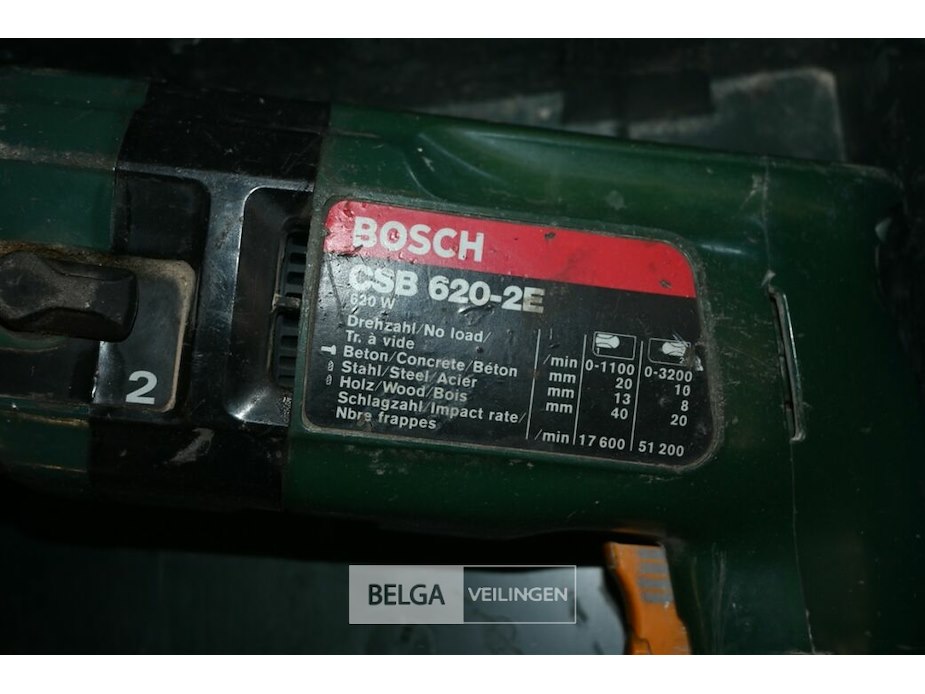 BOSCH
CSB 620-2E
620 W
Drehzahl/No load/
Tr. à vide /min 0-1100 0-3200
Beton/Concrete/Béton mm 20 10
Stahl/Steel/Acier mm 13 8
Holz/Wood/Bois mm 40 20
Schlagzahl/Impact rate/
Nbre frappes /min 17 600 51 200
2
BELGA VEILINGEN